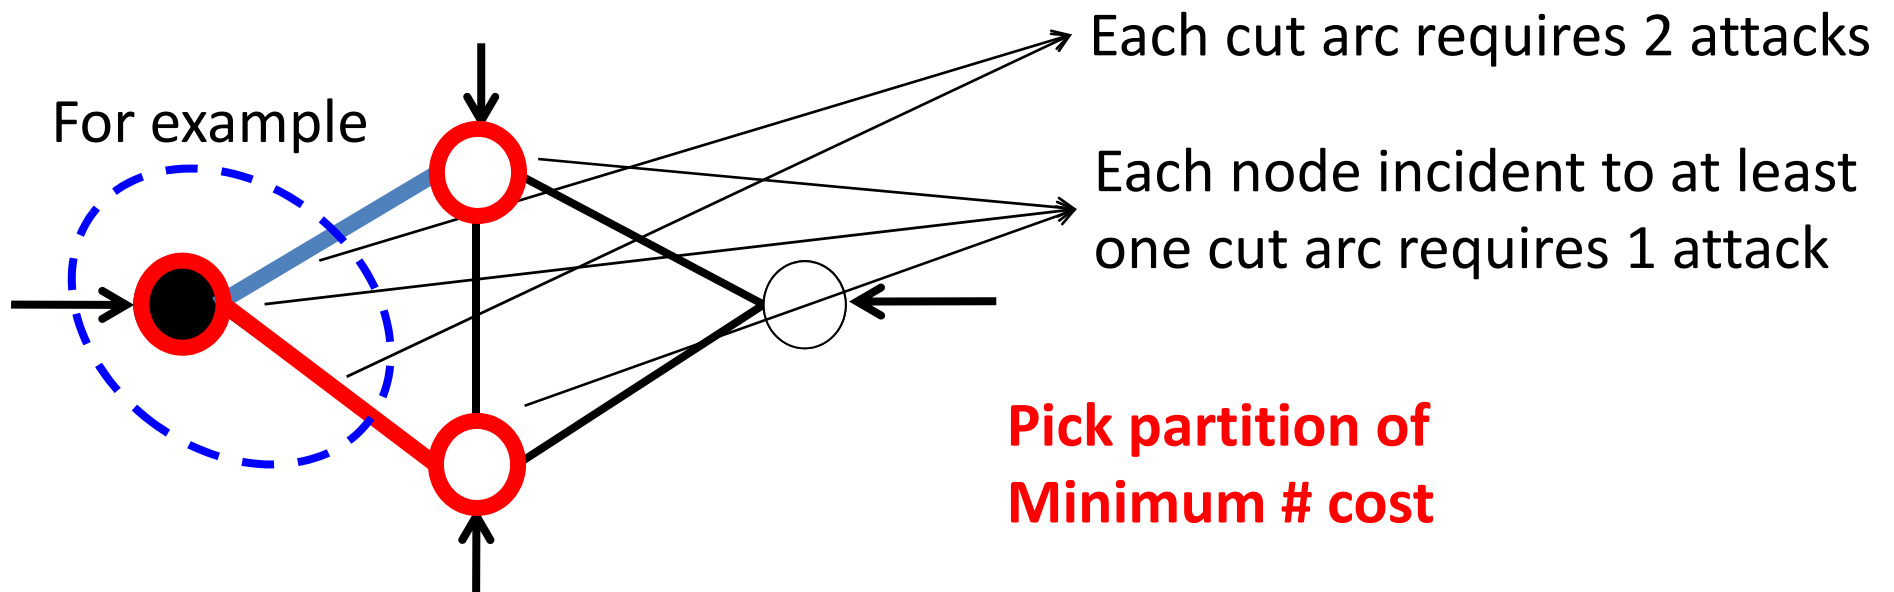 Each cut arc requires 2 attacks
For example
Each node incident to at least
one cut arc requires 1 attack
Pick partition of
Minimum # cost